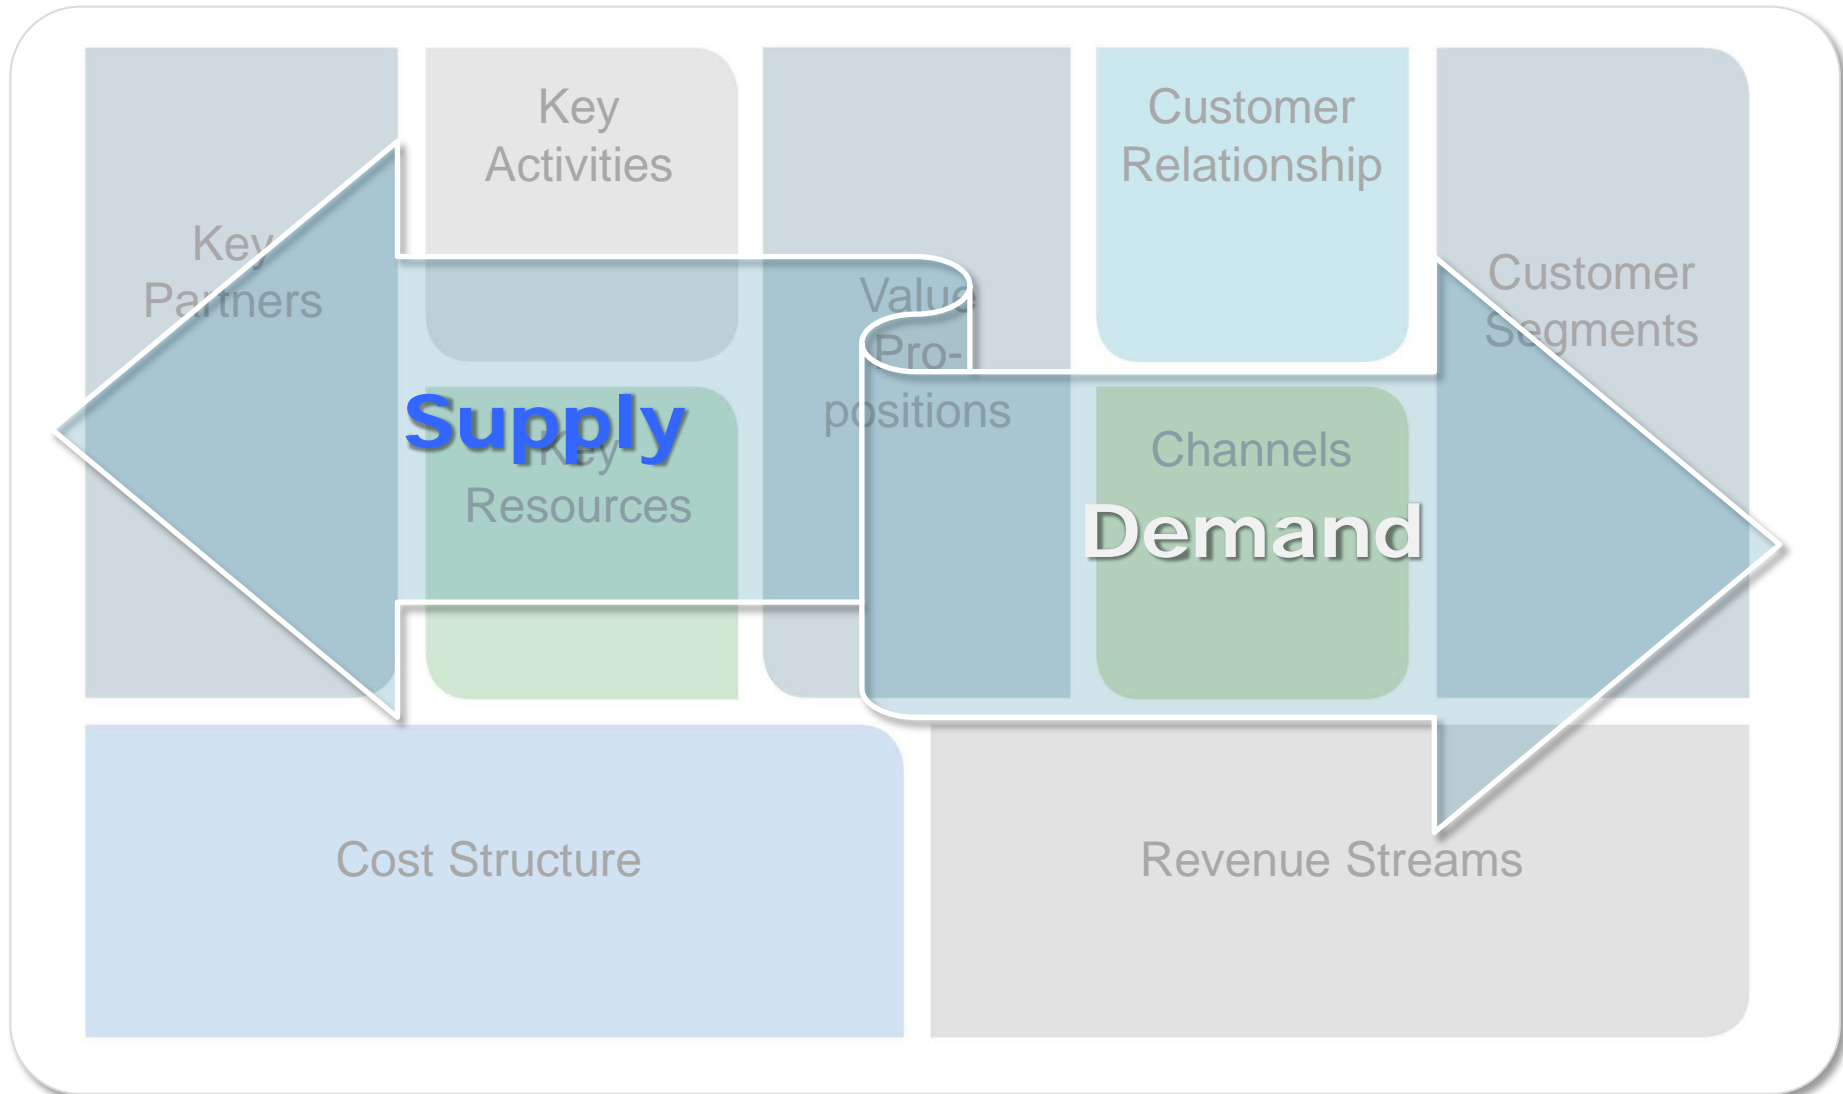 Key
Partners
Key
Activities
Key
Resources
Value
Pro-
positions
Customer
Relationship
Channels
Customer
Segments
Supply
Demand
Cost Structure
Revenue Streams